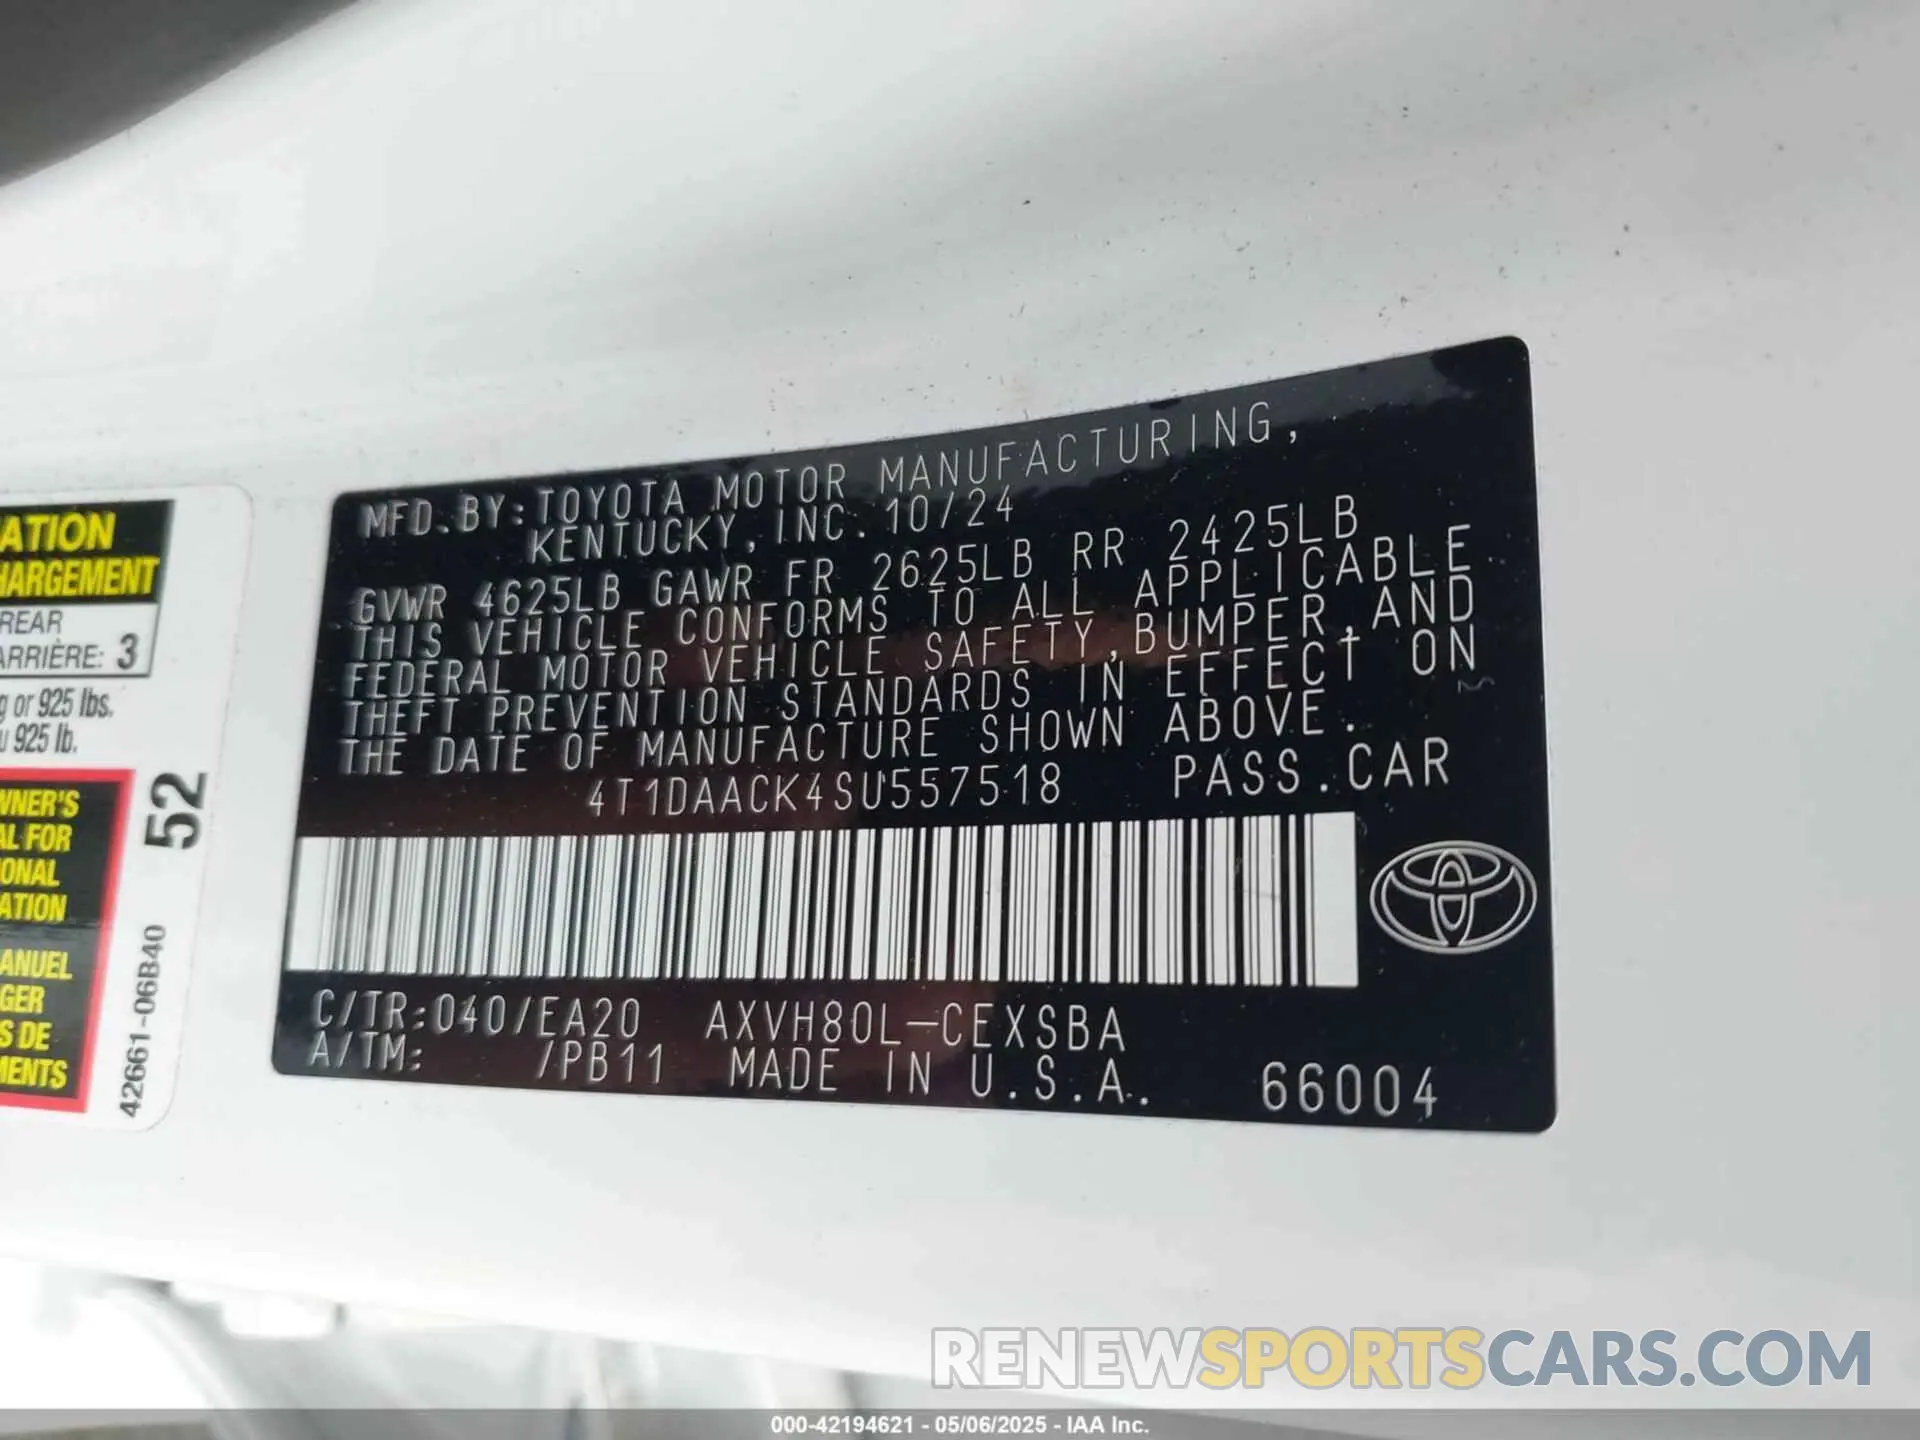 ATION
HARGEMENT
REAR
ARRIÈRE: 3
g or 925 lbs.
u 925 lb.
WNER'S
AL FOR
IONAL
ATION
ANUEL
GER
S DE
MENTS
52
42661-06B40
MFD.BY:TOYOTA MOTOR MANUFACTURING,
KENTUCKY, INC. 10/24
GVWR 4625LB GAWR FR 2625LB RR 2425LB
THIS VEHICLE CONFORMS TO ALL APPLICABLE
FEDERAL MOTOR VEHICLE SAFETY,BUMPER,AND
THEFT PREVENTION STANDARDS IN EFFECT ON
THE DATE OF MANUFACTURE SHOWN ABOVE.
4T1DAACK4SU557518 PASS.CAR
C/TR:040/EA20 AXVH80L-CEXSBA
A/TM: /PB11 MADE IN U.S.A. 66004
RENEWSPORTSCARS.COM
000-42194621 - 05/06/2025 - IAA Inc.